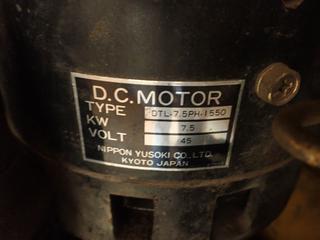 D.C. MOTOR
TYPE DTL-7.5PH-1550
KW 7.5
VOLT 45
NIPPON YUSOKI CO., LTD.
KYOTO JAPAN